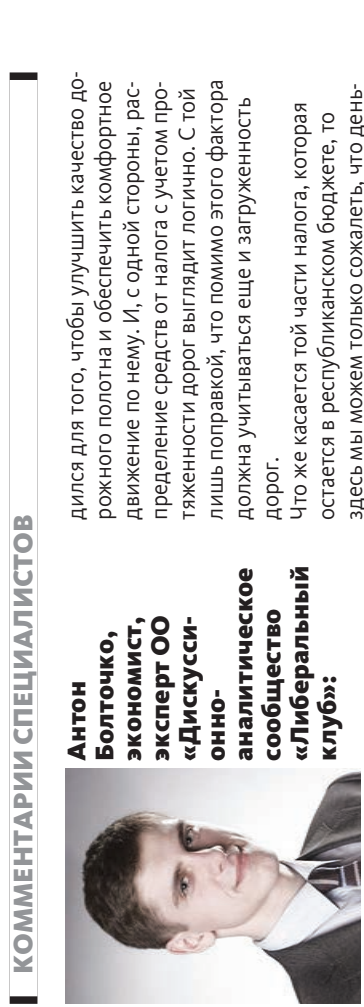 КОММЕНТАРИИ СПЕЦИАЛИСТОВ
Антон
Болточко,
экономист,
эксперт ОО
«Дискусси-
онно-
аналитическое
сообщество
«Либеральный
клуб»:
дился для того, чтобы улучшить качество до-
рожного полотна и обеспечить комфортное
движение по нему. И, с одной стороны, рас-
пределение средств от налога с учетом про-
тяженности дорог выглядит логично. С той
лишь поправкой, что помимо этого фактора
должна учитываться еще и загруженность
дорог.
Что же касается той части налога, которая
остается в республиканском бюджете, то
здесь мы можем только сожалеть, что день-